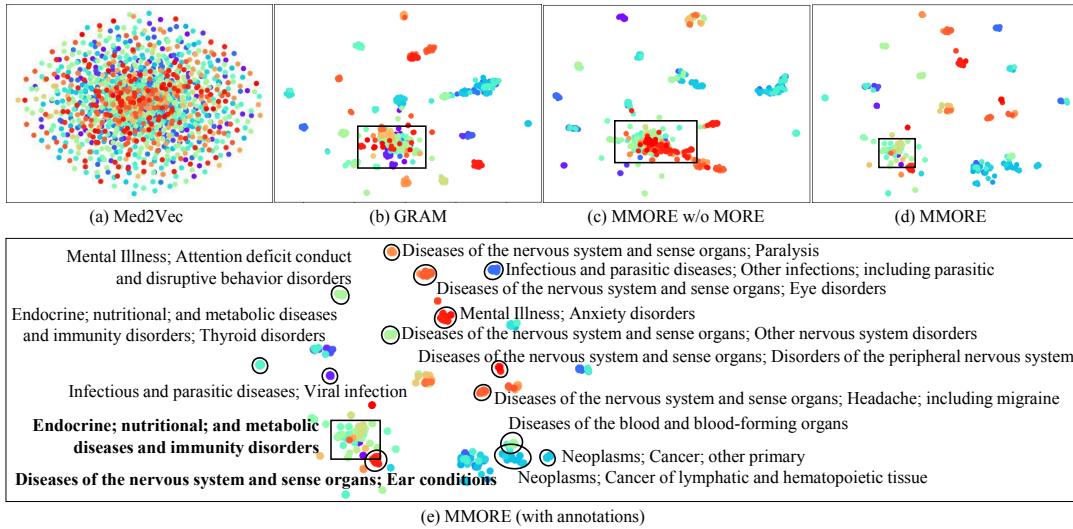 (a) Med2Vec
(b) GRAM
(c) MMORE w/o MORE
(d) MMORE
Mental Illness; Attention deficit conduct
and disruptive behavior disorders
Diseases of the nervous system and sense organs; Paralysis
Infectious and parasitic diseases; Other infections; including parasitic
Diseases of the nervous system and sense organs; Eye disorders
Endocrine; nutritional; and metabolic diseases
and immunity disorders; Thyroid disorders
Mental Illness; Anxiety disorders
Diseases of the nervous system and sense organs; Other nervous system disorders
Diseases of the nervous system and sense organs; Disorders of the peripheral nervous system
Infectious and parasitic diseases; Viral infection
Diseases of the nervous system and sense organs; Headache; including migraine
Endocrine; nutritional; and metabolic
diseases and immunity disorders
Diseases of the blood and blood-forming organs
Neoplasms; Cancer; other primary
Diseases of the nervous system and sense organs; Ear conditions
Neoplasms; Cancer of lymphatic and hematopoietic tissue
(e) MMORE (with annotations)